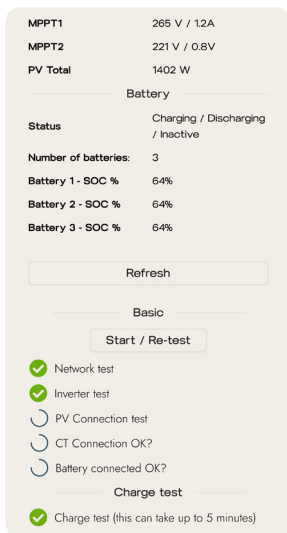 MPPT1 265 V / 1.2A
MPPT2 221 V / 0.8V
PV Total 1402 W
Battery
Status Charging / Discharging
/ Inactive
Number of batteries: 3
Battery 1 - SOC % 64%
Battery 2 - SOC % 64%
Battery 3 - SOC % 64%
Refresh
Basic
Start / Re-test
Network test
Inverter test
PV Connection test
CT Connection OK?
Battery connected OK?
Charge test
Charge test (this can take up to 5 minutes)